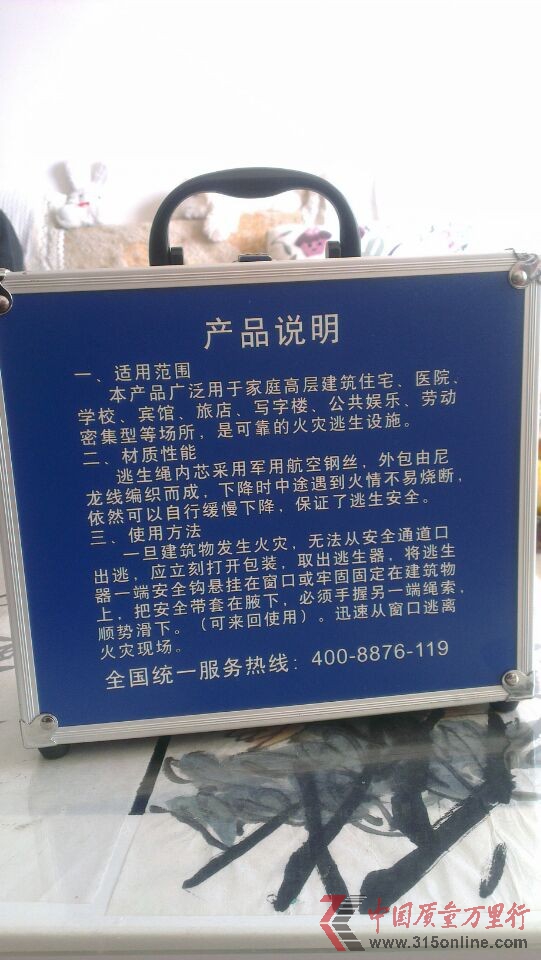 产品说明
一、适用范围
本产品广泛用于家庭高层建筑住宅、医院、
学校、宾馆、旅店、写字楼、公共娱乐、劳动
密集型等场所，是可靠的火灾逃生设施。
二、材质性能
逃生绳内芯采用军用航空钢丝，外包由尼
龙线编织而成，下降时中途遇到火情不易烧断，
依然可以自行缓慢下降，保证了逃生安全。
三、使用方法
一旦建筑物发生火灾，无法从安全通道口
出逃，应立刻打开包装，取出逃生器，将逃生
器一端安全钩悬挂在窗口或牢固固定在建筑物
上，把安全带套在腋下，必须手握另一端绳索，
顺势滑下。（可来回使用）。迅速从窗口逃离
火灾现场。
全国统一服务热线：400-8876-119
中国质量万里行
www.315online.com